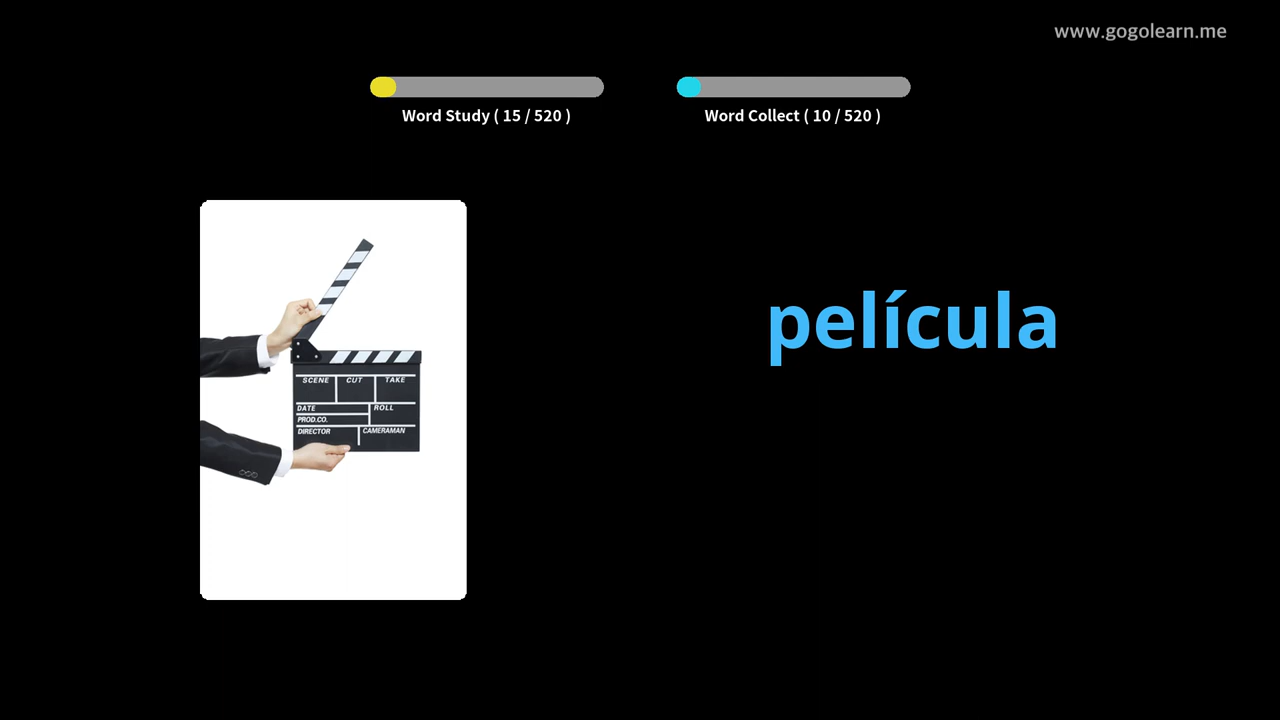 www.gogolearn.me
Word Study ( 15 / 520 )
Word Collect ( 10 / 520 )
película
SCENE CUT TAKE
DATE ROLL
PROD.CO.
DIRECTOR CAMERAMAN